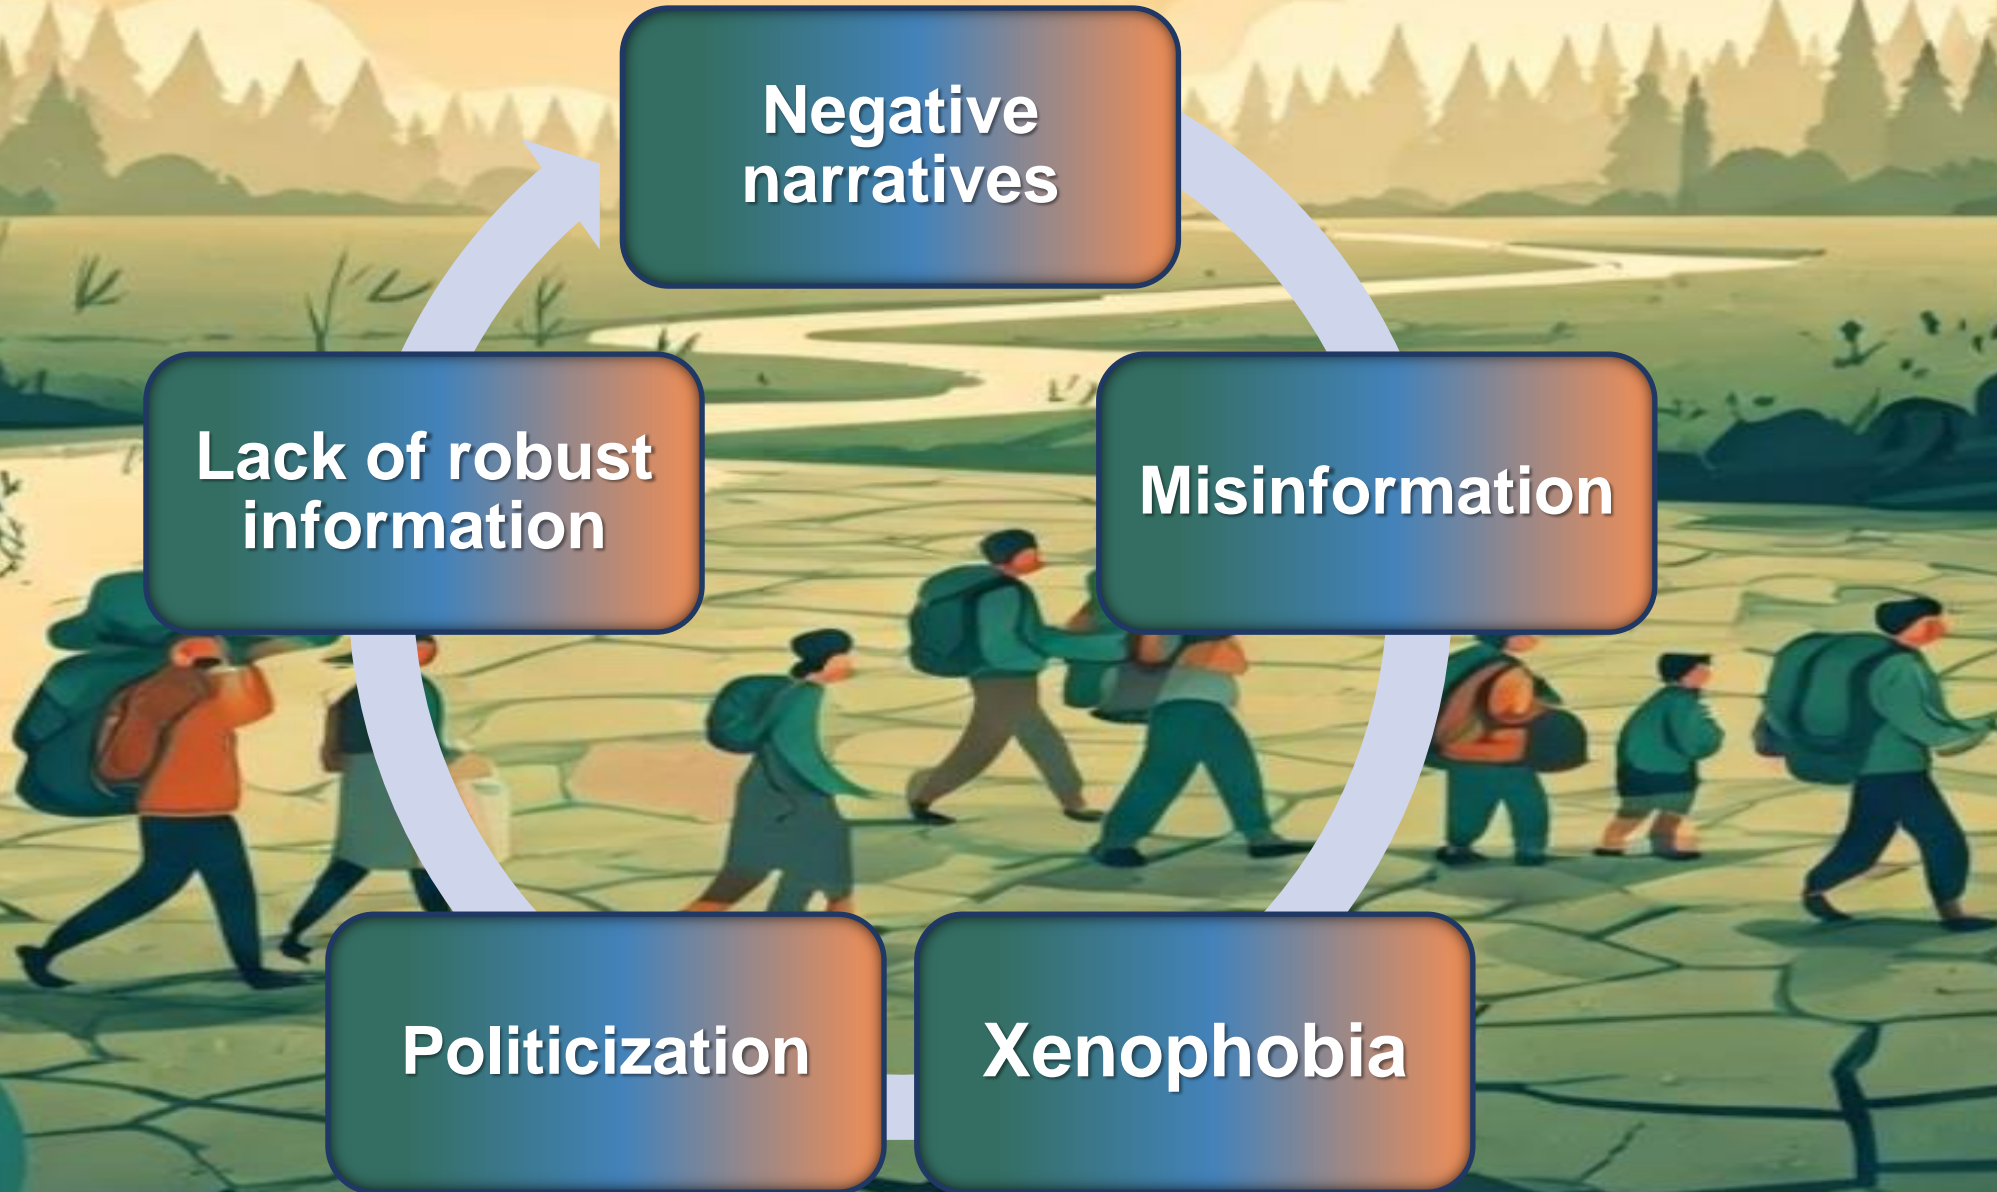 Negative
narratives
Misinformation
Xenophobia
Politicization
Lack of robust
information